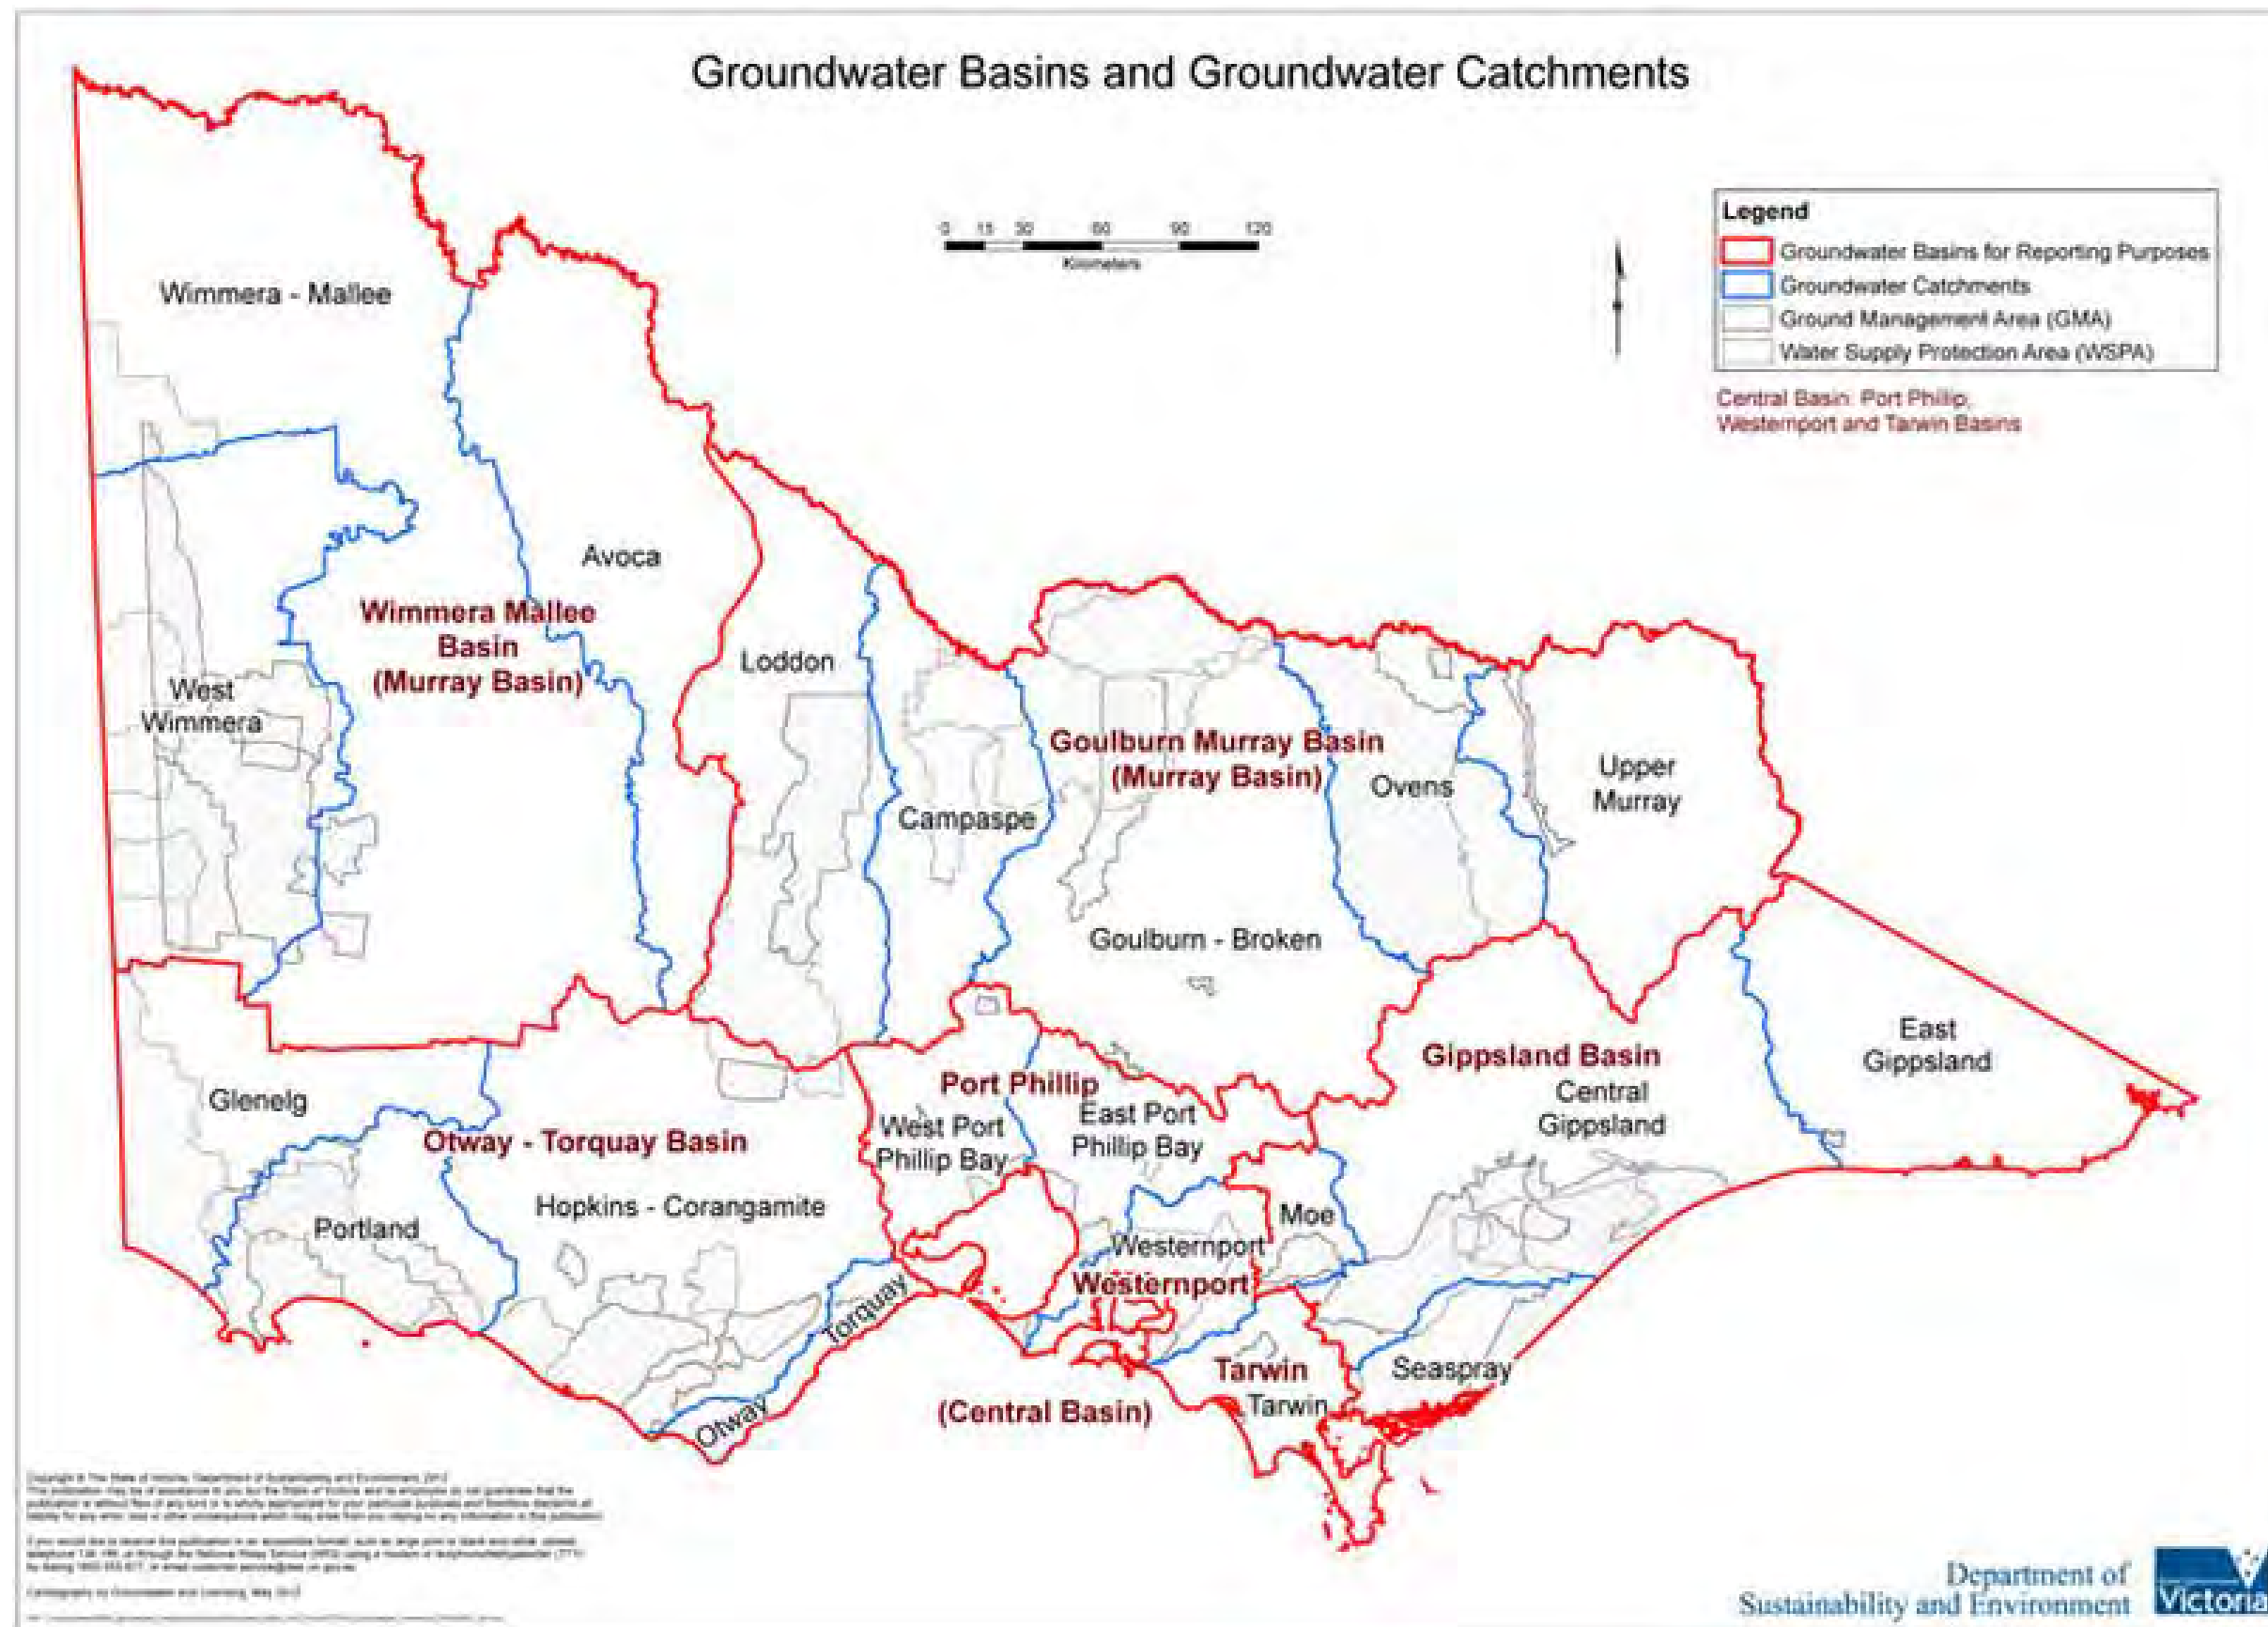 Groundwater Basins and Groundwater Catchments
0 15 30 60 90 120
Kilometers
Legend
Groundwater Basins for Reporting Purposes
Groundwater Catchments
Ground Management Area (GMA)
Water Supply Protection Area (WSPA)
Central Basin: Port Phillip,
Westernport and Tarwin Basins
Wimmera - Mallee
Avoca
Wimmera Mallee
Basin
(Murray Basin)
West
Wimmera
Loddon
Campaspe
Goulburn Murray Basin
(Murray Basin)
Ovens
Upper
Murray
Goulburn - Broken
Gippsland Basin
Central
Gippsland
East
Gippsland
Glenelg
Otway - Torquay Basin
Port Phillip
West Port
Phillip Bay
East Port
Phillip Bay
Hopkins - Corangamite
Portland
Moe
Westernport
Westernport
Torquay
Otway
Tarwin
Tarwin
Seaspray
(Central Basin)
Department of
Sustainability and Environment
Victoria